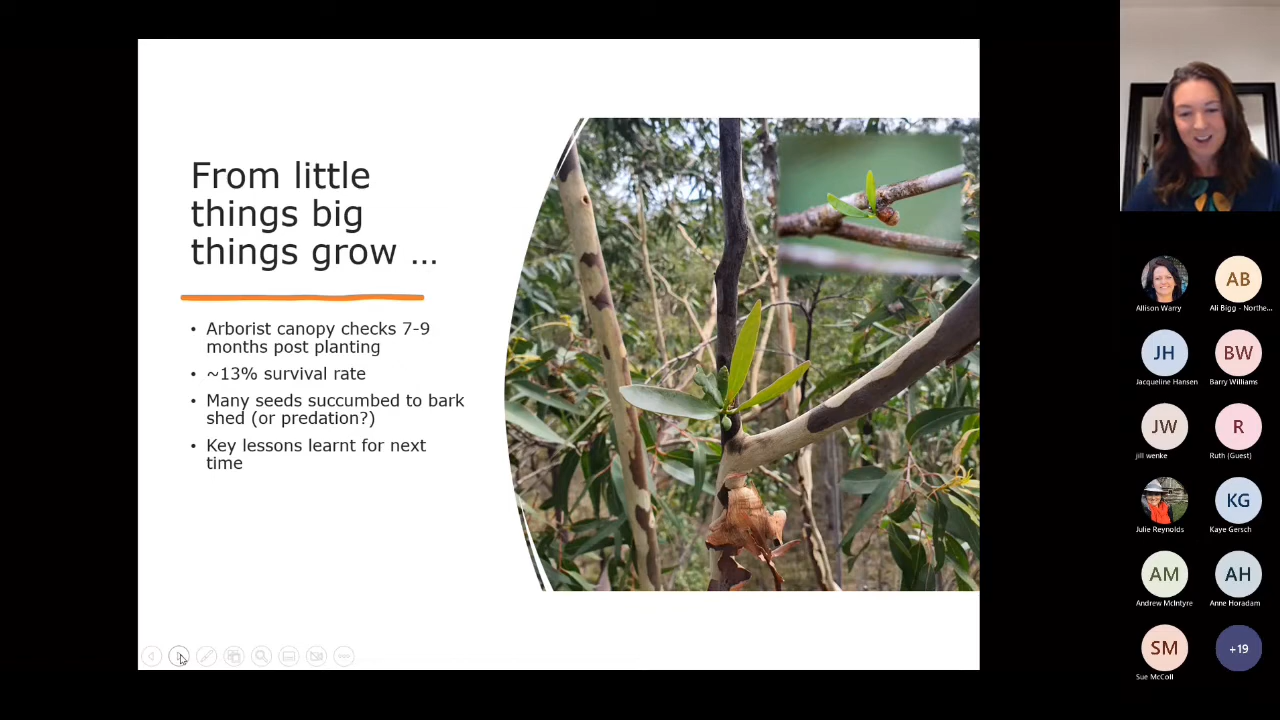 From little
things big
things grow ...
• Arborist canopy checks 7-9
months post planting
• ~13% survival rate
• Many seeds succumbed to bark
shed (or predation?)
• Key lessons learnt for next
time
Allison Warry
AB
Ali Bigg - Northe...
JH
Jacqueline Hansen
BW
Barry Williams
JW
jill wenke
R
Ruth (Guest)
Julie Reynolds
KG
Kaye Gersch
AM
Andrew McIntyre
AH
Anne Horadam
SM
Sue McColl
+19